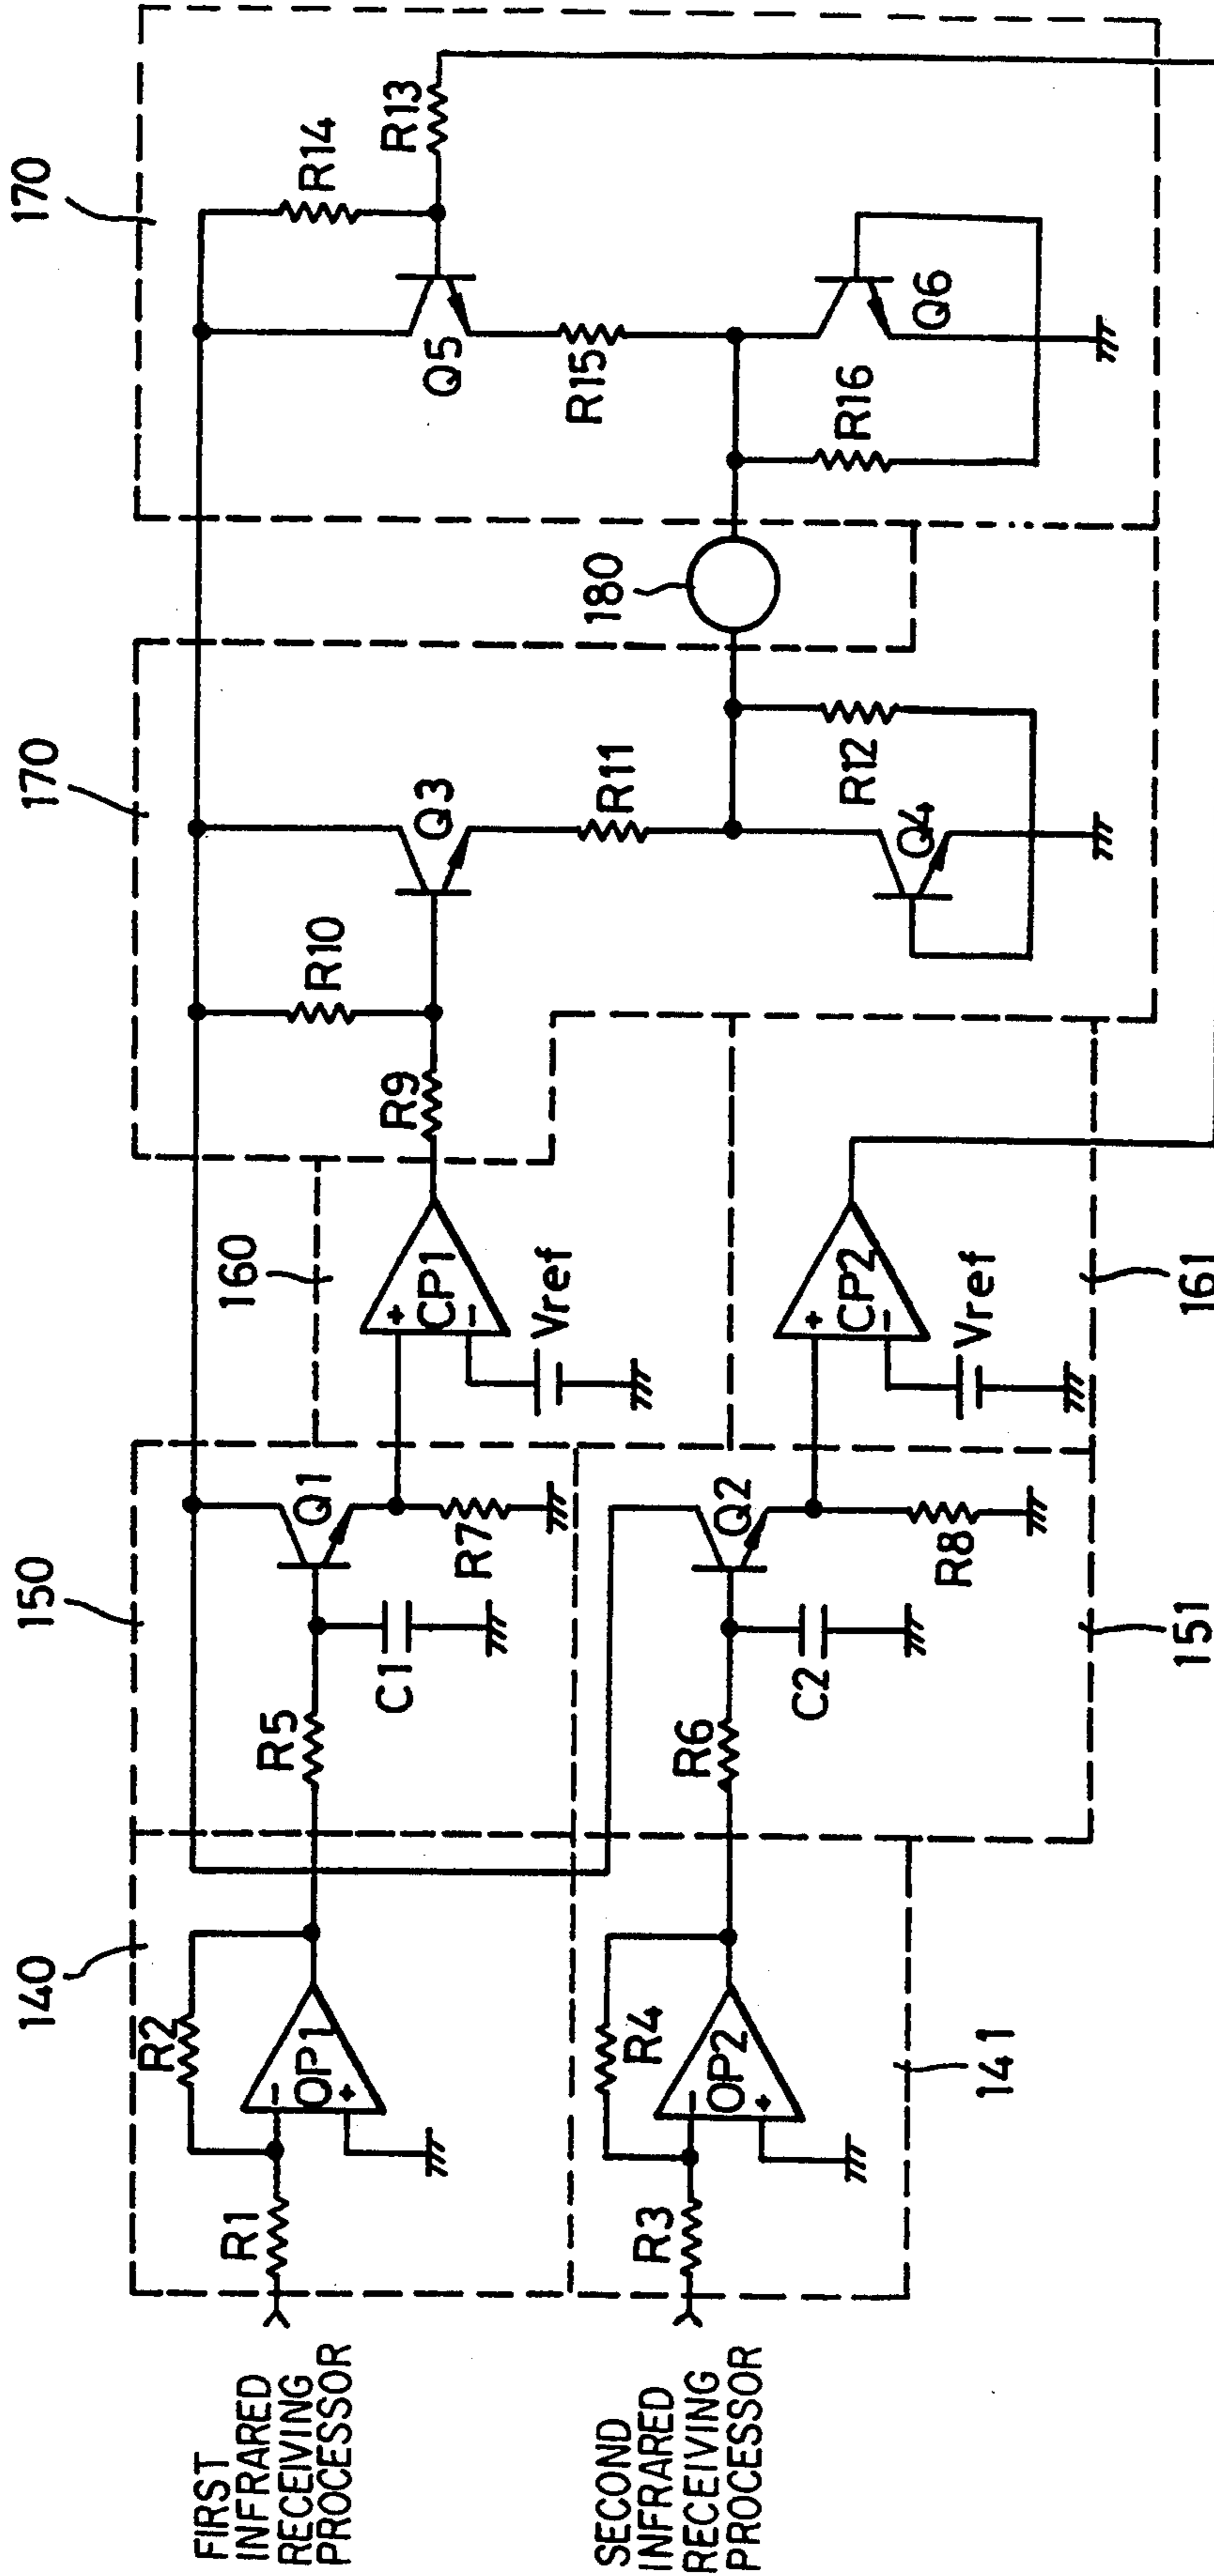 FIRST
INFRARED
RECEIVING
PROCESSOR
SECOND
INFRARED
RECEIVING
PROCESSOR
140
R1
R2
OP1
-
+
141
R3
R4
OP2
-
+
150
R5
C1
Q1
R7
151
R6
C2
Q2
R8
160
CP1
+
-
Vref
161
CP2
+
-
Vref
170
R9
R10
Q3
R11
Q4
R12
180
170
R14
R13
Q5
R15
R16
Q6